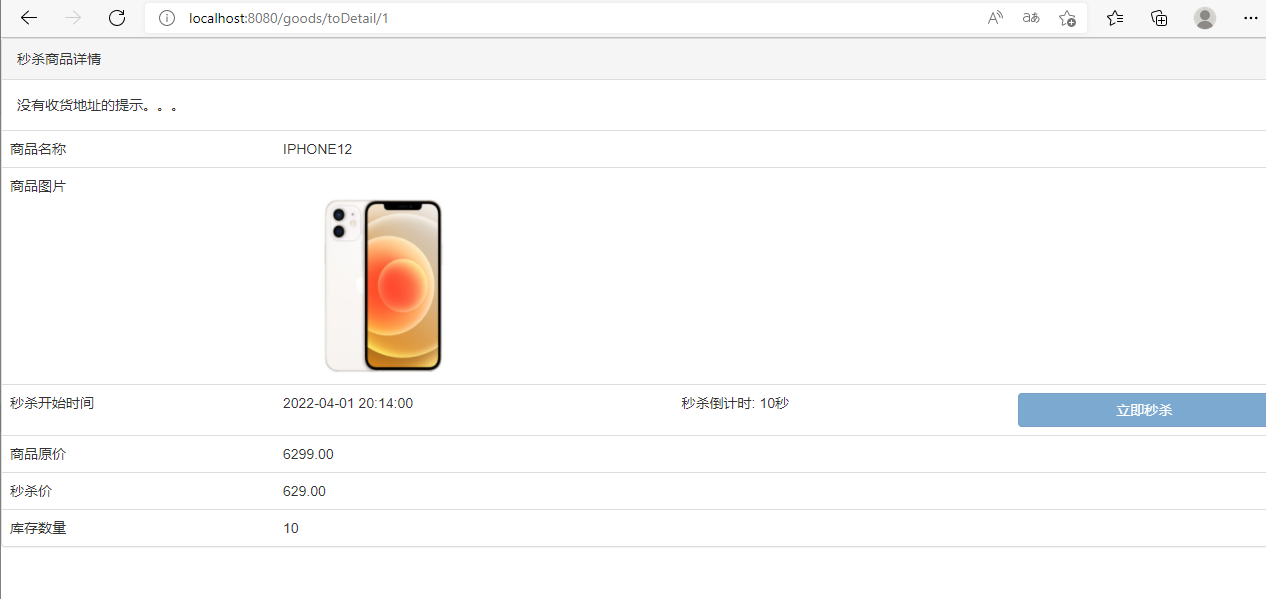 localhost:8080/goods/toDetail/1
秒杀商品详情
没有收货地址的提示。。。
商品名称 IPHONE12
商品图片
秒杀开始时间 2022-04-01 20:14:00 秒杀倒计时: 10秒 立即秒杀
商品原价 6299.00
秒杀价 629.00
库存数量 10